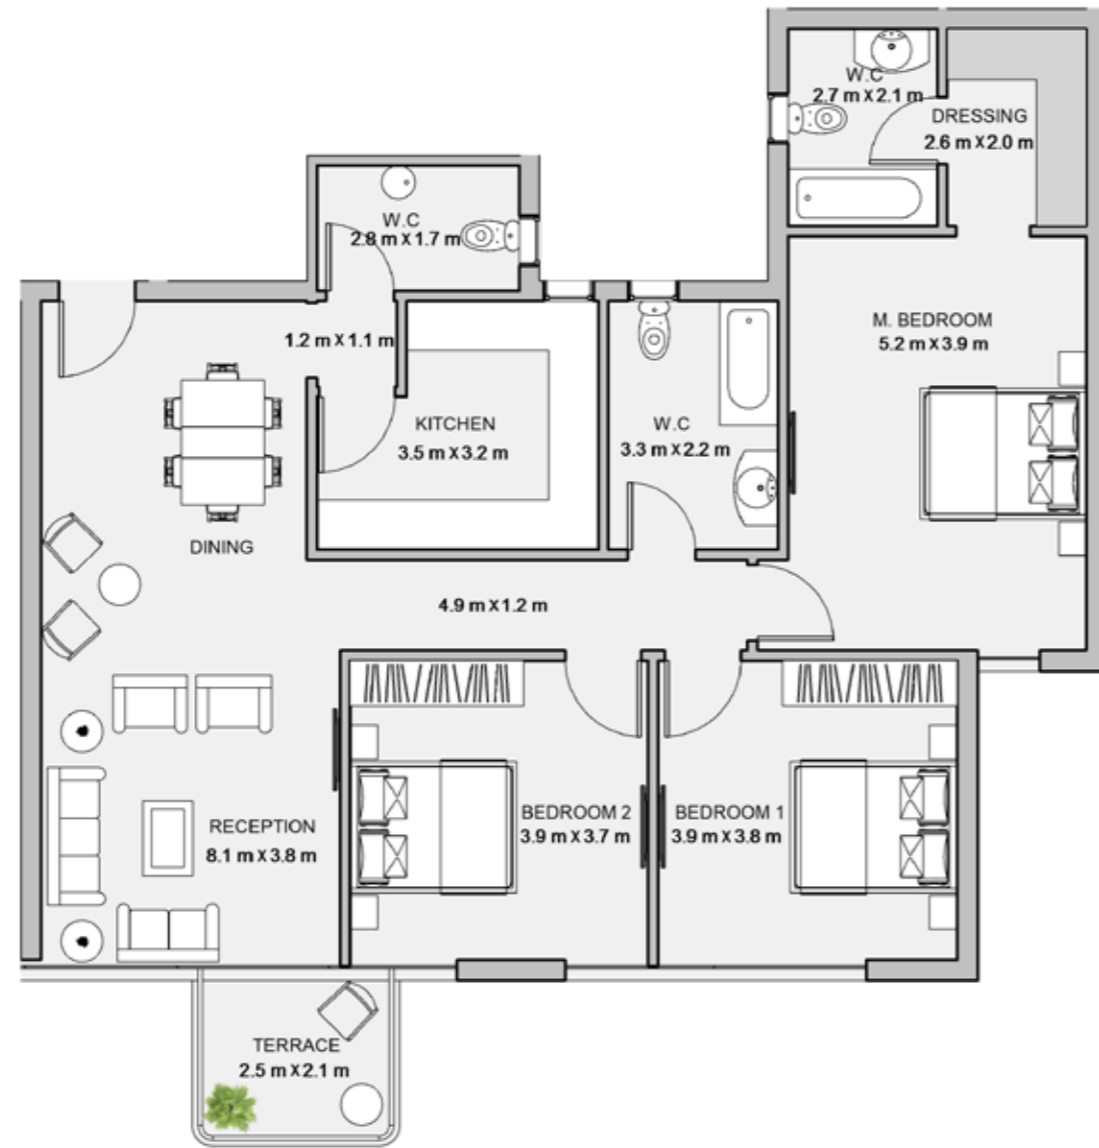 W.C
2.7 m X 2.1 m
DRESSING
2.6 m X 2.0 m
W.C
2.8 m X 1.7 m
M. BEDROOM
5.2 m X 3.9 m
1.2 m X 1.1 m
KITCHEN
3.5 m X 3.2 m
W.C
3.3 m X 2.2 m
DINING
4.9 m X 1.2 m
RECEPTION
8.1 m X 3.8 m
BEDROOM 2
3.9 m X 3.7 m
BEDROOM 1
3.9 m X 3.8 m
TERRACE
2.5 m X 2.1 m